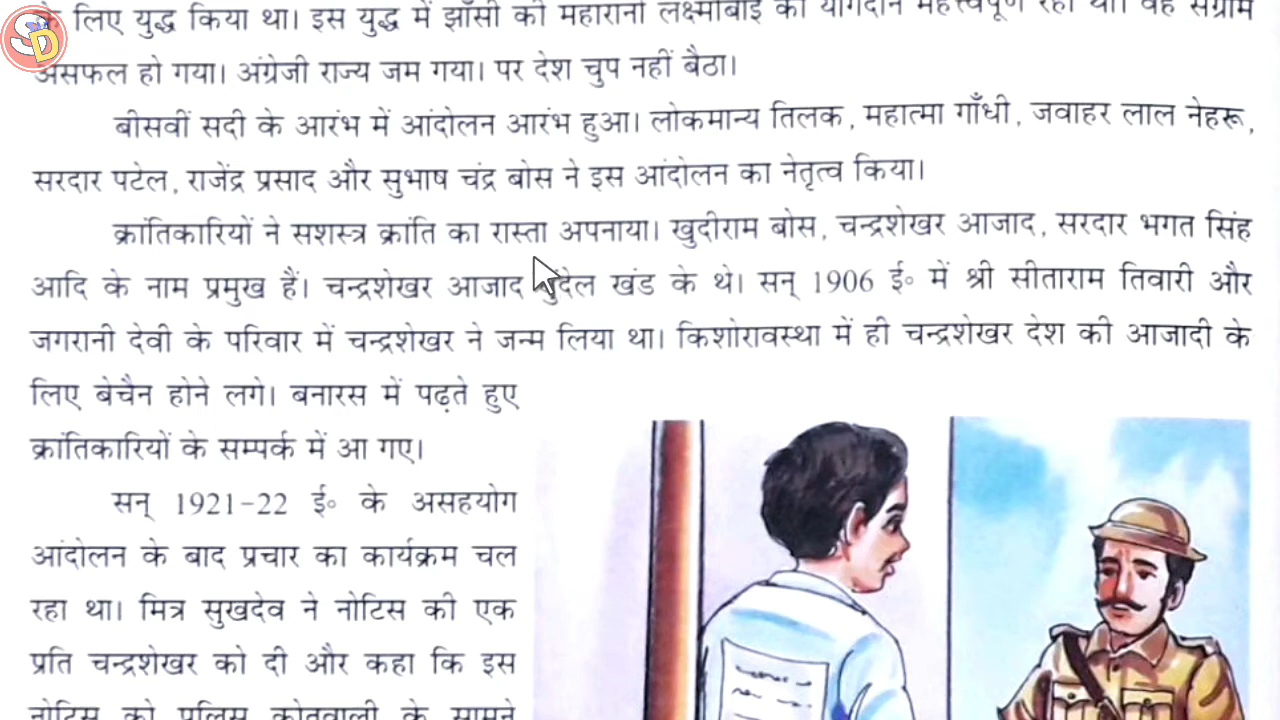 के लिए युद्ध किया था। इस युद्ध में झाँसी की महारानी लक्ष्मीबाई का योगदान महत्त्वपूर्ण रहा था। वह संग्राम
असफल हो गया। अंग्रेजी राज्य जम गया। पर देश चुप नहीं बैठा।
बीसवीं सदी के आरंभ में आंदोलन आरंभ हुआ। लोकमान्य तिलक, महात्मा गाँधी, जवाहर लाल नेहरू,
सरदार पटेल, राजेंद्र प्रसाद और सुभाष चंद्र बोस ने इस आंदोलन का नेतृत्व किया।
क्रांतिकारियों ने सशस्त्र क्रांति का रास्ता अपनाया। खुदीराम बोस, चन्द्रशेखर आजाद, सरदार भगत सिंह
आदि के नाम प्रमुख हैं। चन्द्रशेखर आजाद बुंदेल खंड के थे। सन् 1906 ई॰ में श्री सीताराम तिवारी और
जगरानी देवी के परिवार में चन्द्रशेखर ने जन्म लिया था। किशोरावस्था में ही चन्द्रशेखर देश की आजादी के
लिए बेचैन होने लगे। बनारस में पढ़ते हुए
क्रांतिकारियों के सम्पर्क में आ गए।
सन् 1921-22 ई॰ के असहयोग
आंदोलन के बाद प्रचार का कार्यक्रम चल
रहा था। मित्र सुखदेव ने नोटिस की एक
प्रति चन्द्रशेखर को दी और कहा कि इस
नोटिस को पुलिस कोतवाली के सामने
SD